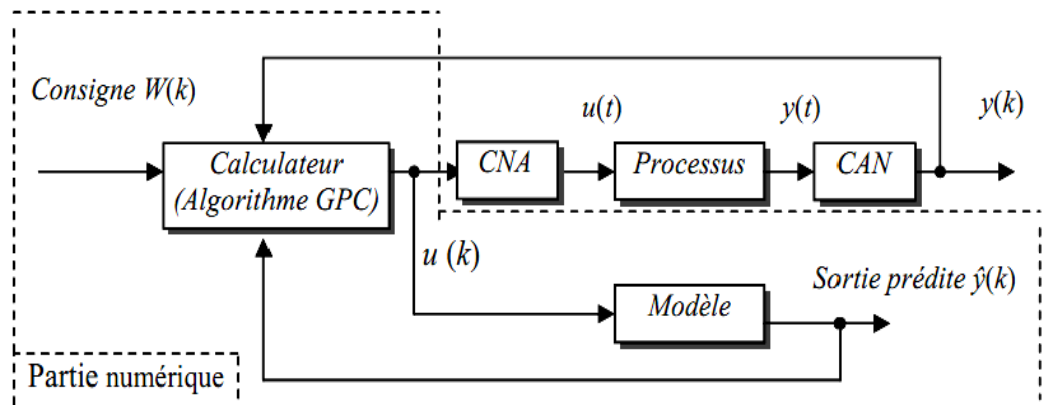 Consigne W(k)
u(t)
y(t)
y(k)
Calculateur
(Algorithme GPC)
CNA
Processus
CAN
u (k)
Sortie prédite ŷ(k)
Modèle
Partie numérique